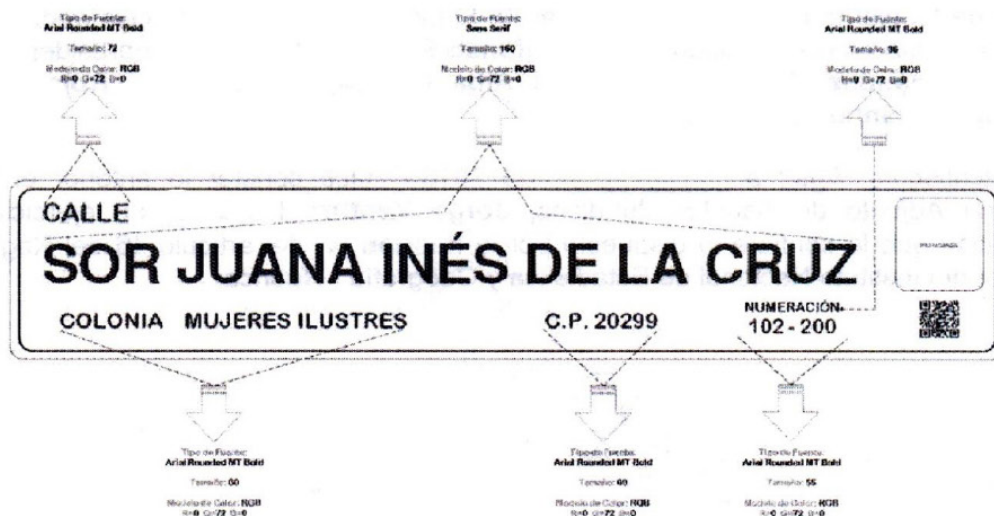 Tipo de Fuente:
Arial Rounded MT Bold
Tamaño: 72
Modelo de Color: RGB
R=0 G=72 B=0
Tipo de Fuente:
Sans Serif
Tamaño: 160
Modelo de Color: RGB
R=0 G=72 B=0
Tipo de Fuente:
Arial Rounded MT Bold
Tamaño: 96
Modelo de Color: RGB
R=0 G=72 B=0
CALLE
SOR JUANA INÉS DE LA CRUZ
COLONIA MUJERES ILUSTRES
C.P. 20299
NUMERACIÓN
102 - 200
Tipo de Fuente:
Arial Rounded MT Bold
Tamaño: 60
Modelo de Color: RGB
R=0 G=72 B=0
Tipo de Fuente:
Arial Rounded MT Bold
Tamaño: 60
Modelo de Color: RGB
R=0 G=72 B=0
Tipo de Fuente:
Arial Rounded MT Bold
Tamaño: 55
Modelo de Color: RGB
R=0 G=72 B=0